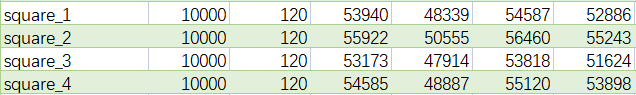 square_1 10000 120 53940 48339 54587 52886
square_2 10000 120 55922 50555 56460 55243
square_3 10000 120 53173 47914 53818 51624
square_4 10000 120 54585 48887 55120 53898